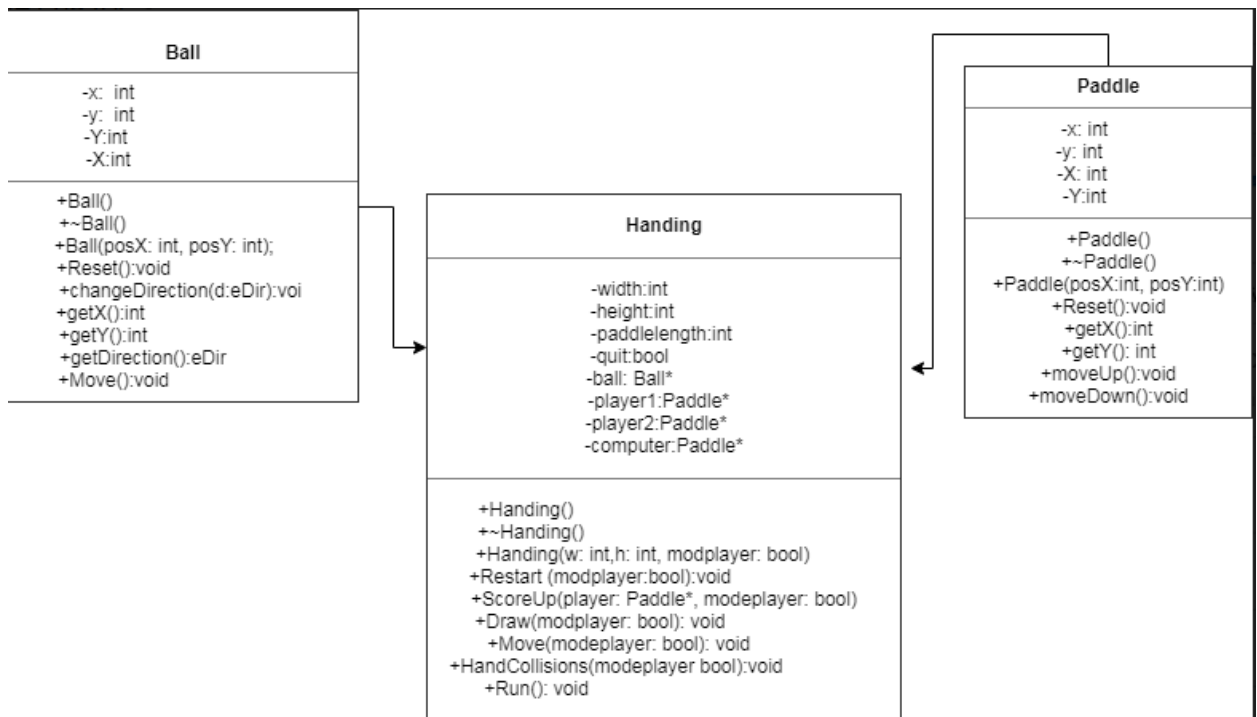 Ball
-x: int
-y: int
-Y:int
-X:int
+Ball()
+~Ball()
+Ball(posX: int, posY: int);
+Reset():void
+changeDirection(d:eDir):voi
+getX():int
+getY():int
+getDirection():eDir
+Move():void
Handing
-width:int
-height:int
-paddlelength:int
-quit:bool
-ball: Ball*
-player1:Paddle*
-player2:Paddle*
-computer:Paddle*
+Handing()
+~Handing()
+Handing(w: int,h: int, modplayer: bool)
+Restart (modplayer:bool):void
+ScoreUp(player: Paddle*, modeplayer: bool)
+Draw(modplayer: bool): void
+Move(modeplayer: bool): void
+HandCollisions(modeplayer bool):void
+Run(): void
Paddle
-x: int
-y: int
-X: int
-Y:int
+Paddle()
+~Paddle()
+Paddle(posX:int, posY:int)
+Reset():void
+getX():int
+getY(): int
+moveUp():void
+moveDown():void